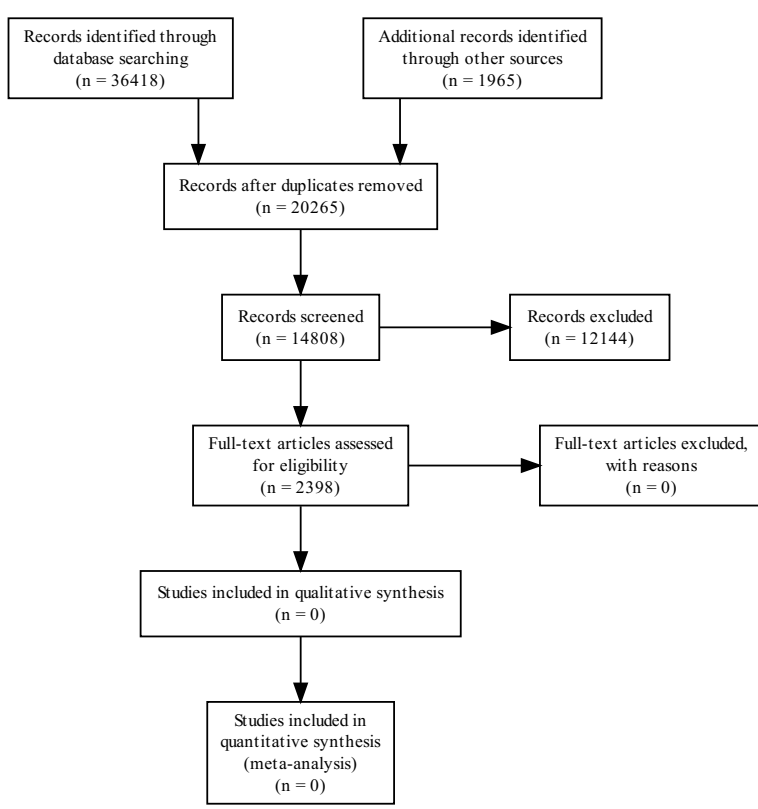 Records identified through
database searching
(n = 36418)
Additional records identified
through other sources
(n = 1965)
Records after duplicates removed
(n = 20265)
Records screened
(n = 14808)
Records excluded
(n = 12144)
Full-text articles assessed
for eligibility
(n = 2398)
Full-text articles excluded,
with reasons
(n = 0)
Studies included in qualitative synthesis
(n = 0)
Studies included in
quantitative synthesis
(meta-analysis)
(n = 0)